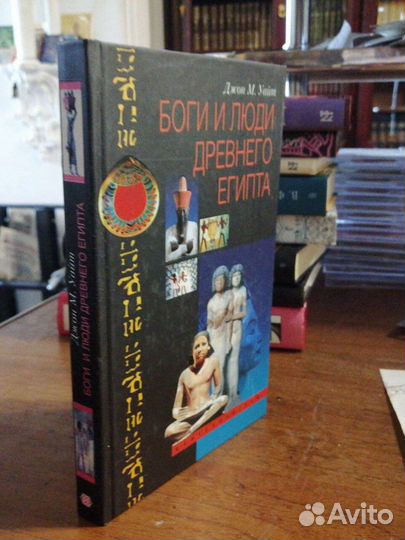 Джон М. Уайт
БОГИ И ЛЮДИ
ДРЕВНЕГО
ЕГИПТА
Джон М. Уайт
БОГИ И ЛЮДИ ДРЕВНЕГО ЕГИПТА
Avito